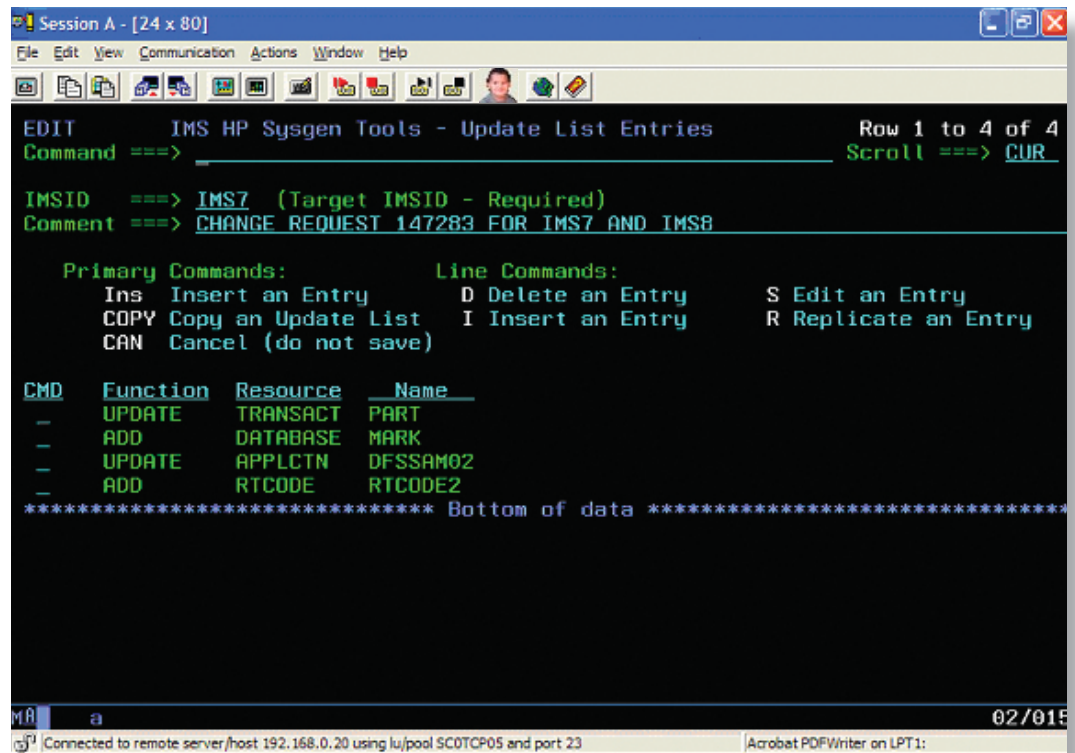 Session A - [24 x 80]
File Edit View Communication Actions Window Help
EDIT IMS HP Sysgen Tools - Update List Entries Row 1 to 4 of 4
Command ===> _ Scroll ===> CUR
IMSID ===> IMS7 (Target IMSID - Required)
Comment ===> CHANGE REQUEST 147283 FOR IMS7 AND IMS8
Primary Commands: Line Commands:
Ins Insert an Entry D Delete an Entry S Edit an Entry
COPY Copy an Update List I Insert an Entry R Replicate an Entry
CAN Cancel (do not save)
CMD Function Resource Name
_ UPDATE TRANSACT PART
_ ADD DATABASE MARK
_ UPDATE APPLCTN DFSSAM02
_ ADD RTCODE RTCODE2
******************************* Bottom of data ********************************
MA a 02/015
Connected to remote server/host 192.168.0.20 using lu/pool SC0TCP05 and port 23 Acrobat PDFWriter on LPT1: